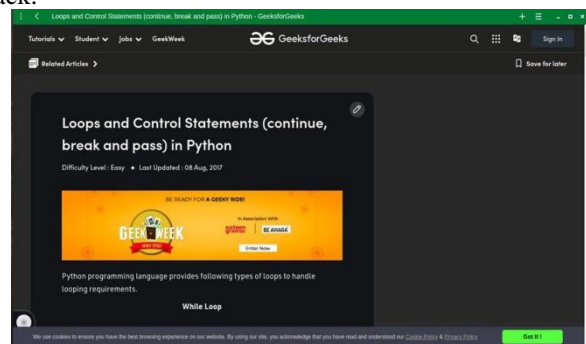 ack.
Loops and Control Statements (continue, break and pass) in Python - GeeksforGeeks
Tutorials Student Jobs GeekWeek GeeksforGeeks Sign In
Related Articles Save for later
Loops and Control Statements (continue,
break and pass) in Python
Difficulty Level : Easy • Last Updated : 08 Aug, 2017
BE READY FOR A GEEKY RIDE!
In Association With
GEEK WEEK
BE AWARA
Enter Now
Python programming language provides following types of loops to handle
looping requirements.
While Loop
We use cookies to ensure you have the best browsing experience on our website. By using our site, you acknowledge that you have read and understood our Cookie Policy & Privacy Policy Got It !